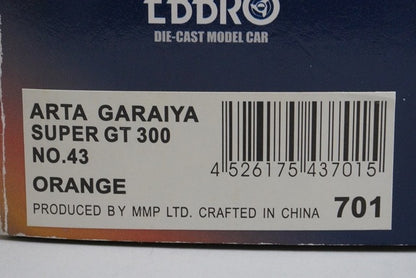 EBBRO
DIE-CAST MODEL CAR
ARTA GARAIYA
SUPER GT 300
NO.43
ORANGE
4 526175 437015
PRODUCED BY MMP LTD. CRAFTED IN CHINA 701